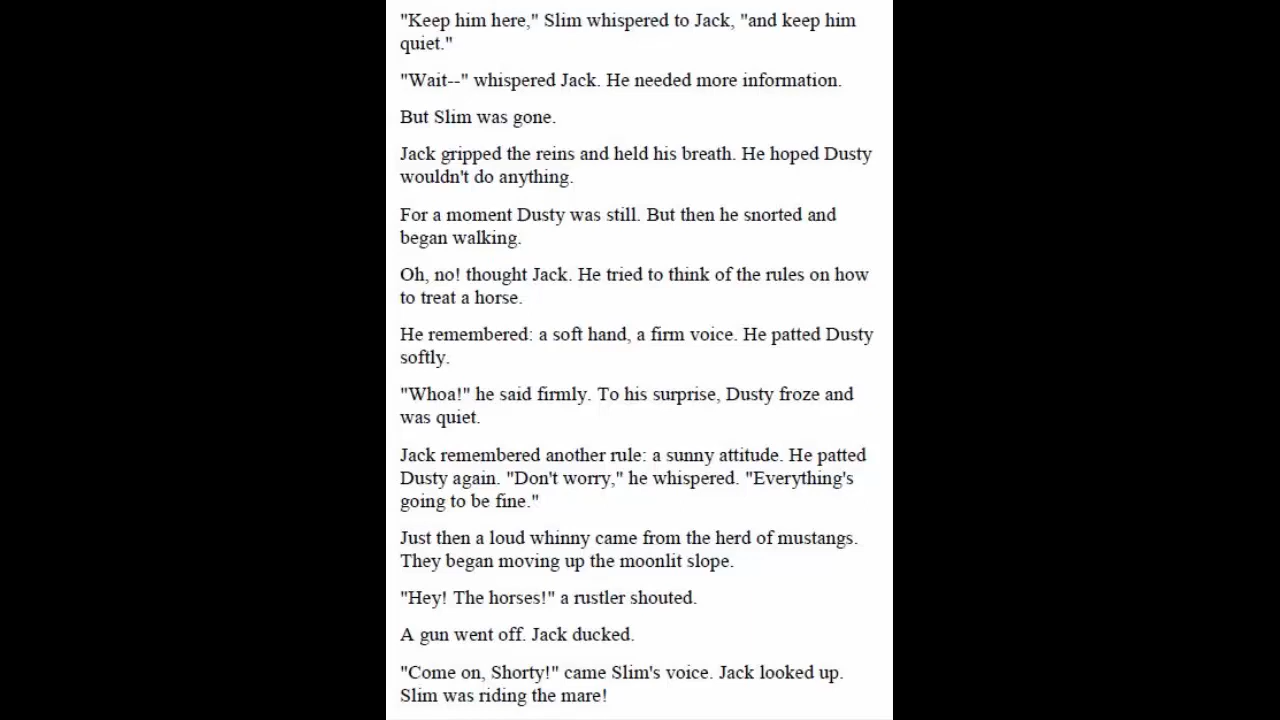 "Keep him here," Slim whispered to Jack, "and keep him
quiet."
"Wait--" whispered Jack. He needed more information.
But Slim was gone.
Jack gripped the reins and held his breath. He hoped Dusty
wouldn't do anything.
For a moment Dusty was still. But then he snorted and
began walking.
Oh, no! thought Jack. He tried to think of the rules on how
to treat a horse.
He remembered: a soft hand, a firm voice. He patted Dusty
softly.
"Whoa!" he said firmly. To his surprise, Dusty froze and
was quiet.
Jack remembered another rule: a sunny attitude. He patted
Dusty again. "Don't worry," he whispered. "Everything's
going to be fine."
Just then a loud whinny came from the herd of mustangs.
They began moving up the moonlit slope.
"Hey! The horses!" a rustler shouted.
A gun went off. Jack ducked.
"Come on, Shorty!" came Slim's voice. Jack looked up.
Slim was riding the mare!